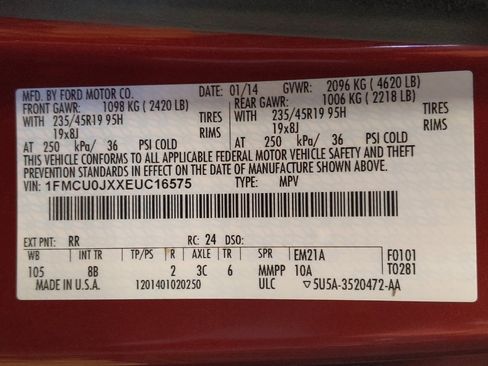 MFD. BY FORD MOTOR CO. DATE: 01/14 GVWR: 2096 KG ( 4620 LB)
FRONT GAWR: 1098 KG ( 2420 LB) REAR GAWR: 1006 KG ( 2218 LB)
WITH 235/45R19 95H TIRES WITH 235/45R19 95H TIRES
19x8J RIMS 19x8J RIMS
AT 250 kPa/ 36 PSI COLD AT 250 kPa/ 36 PSI COLD
THIS VEHICLE CONFORMS TO ALL APPLICABLE FEDERAL MOTOR VEHICLE SAFETY AND THEFT
PREVENTION STANDARDS IN EFFECT ON THE DATE OF MANUFACTURE SHOWN ABOVE.
VIN: 1FMCU0JXXEUC16575 TYPE: MPV
EXT PNT: RR RC: 24 DSO:
WB INT TR TP/PS R AXLE TR SPR EM21A F0101
105 8B 2 3C 6 MMPP 10A T0281
MADE IN U.S.A. 1201401020250 ULC ▽5U5A-3520472-AA